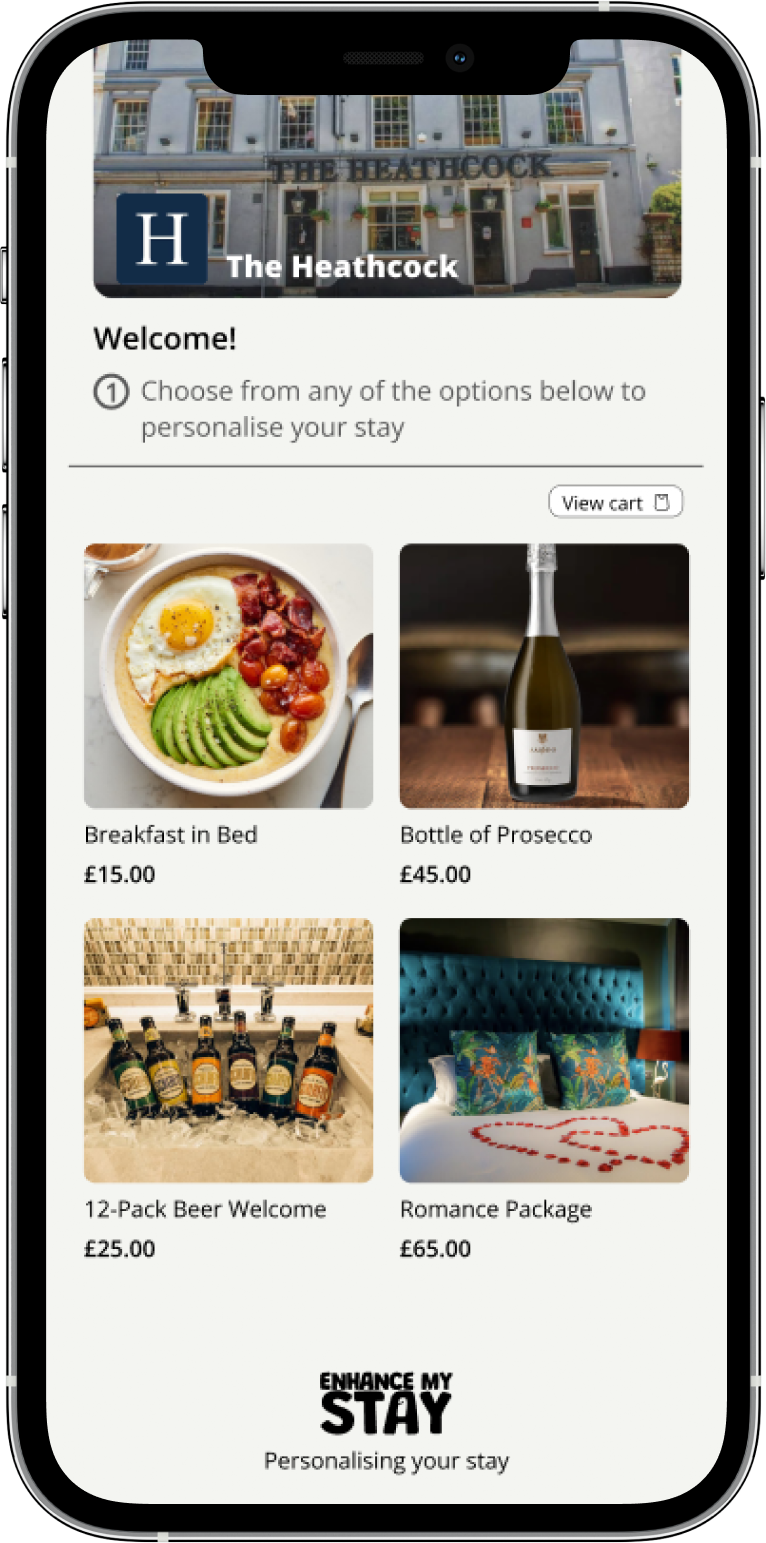 THE HEATHCOCK
H
The Heathcock
Welcome!
1 Choose from any of the options below to
personalise your stay
View cart
Breakfast in Bed
£15.00
Bottle of Prosecco
£45.00
12-Pack Beer Welcome
£25.00
Romance Package
£65.00
ENHANCE MY
STAY
Personalising your stay